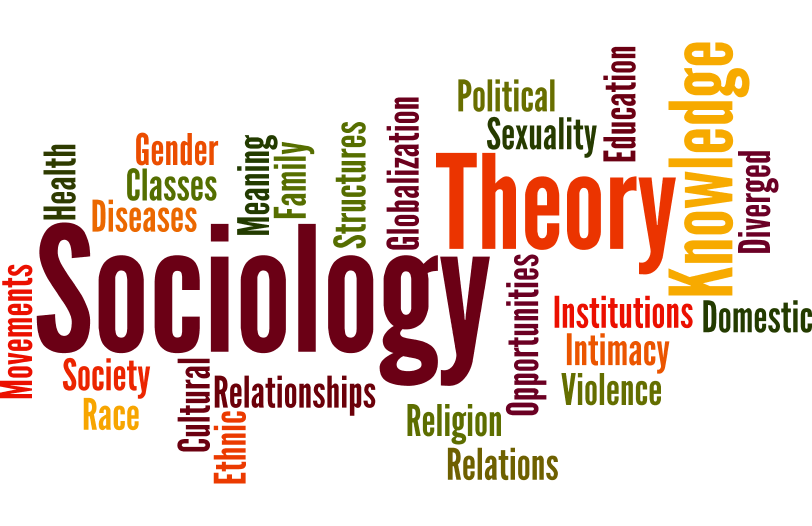 Education
Knowledge
Political
Sexuality
Globalization
Structures
Gender
Meaning
Family
Health
Classes
Diseases
Theory
Diverged
Sociology
Opportunities
Movements
Institutions
Domestic
Intimacy
Society
Cultural
Relationships
Violence
Race
Religion
Ethnic
Relations